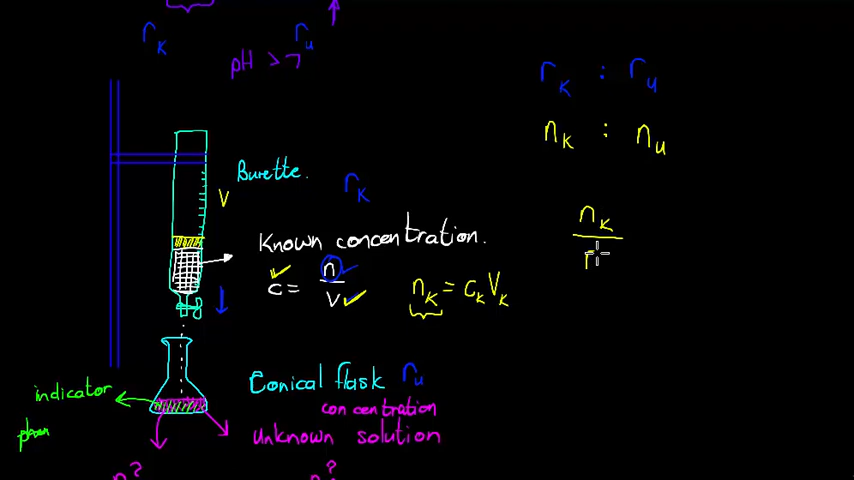 r_K r_u
pH > 7
r_K : r_u
n_K : n_u
Burette. r_K
V
n_K
Known concentration.
c = n/V n_K = c_K V_K
Conical flask r_u
indicator
concentration
unknown solution
n? n?